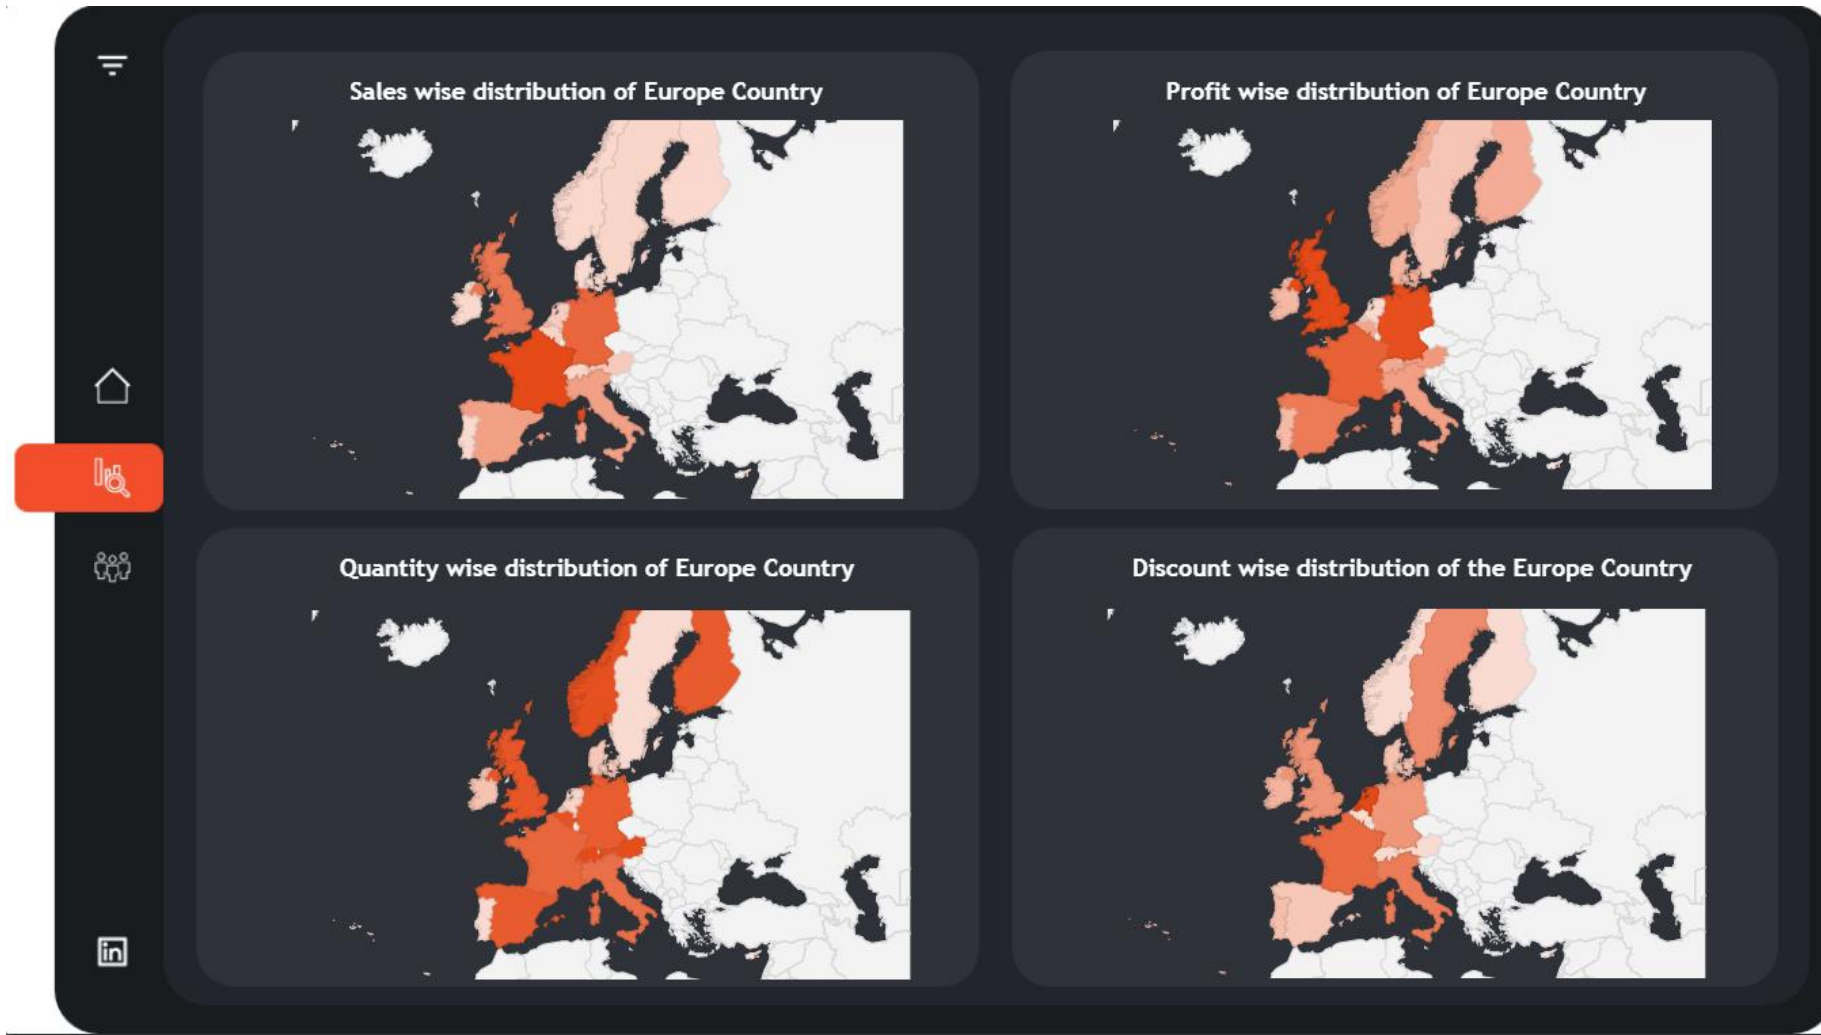 Sales wise distribution of Europe Country
Profit wise distribution of Europe Country
Quantity wise distribution of Europe Country
Discount wise distribution of the Europe Country
in